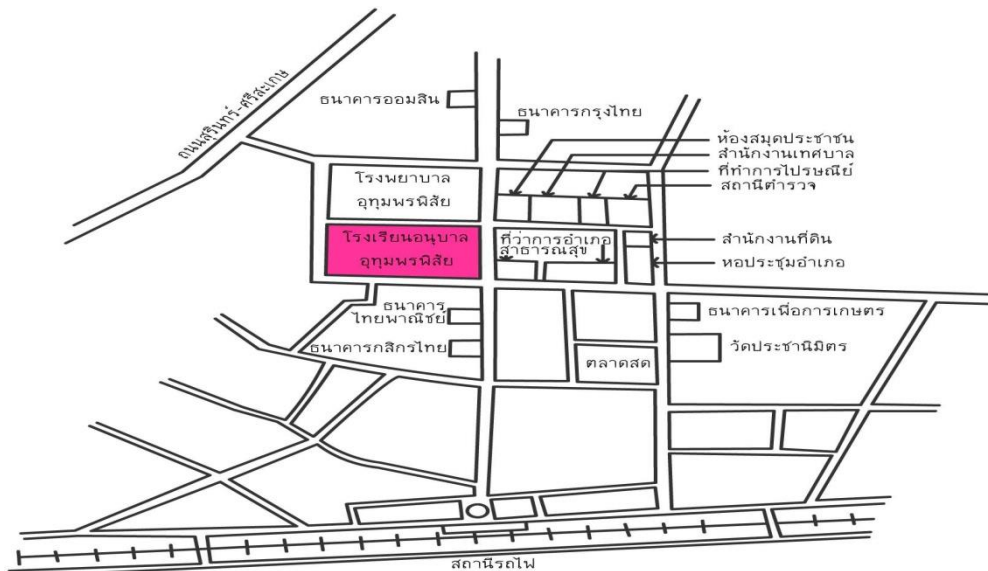 ถนนสุรินทร์-ศรีสะเกษ
ธนาคารออมสิน
ธนาคารกรุงไทย
ห้องสมุดประชาชน
สำนักงานเทศบาล
ที่ทำการไปรษณีย์
สถานีตำรวจ
โรงพยาบาล
อุทุมพรพิสัย
โรงเรียนอนุบาล
อุทุมพรพิสัย
ที่ว่าการอำเภอ
สาธารณสุข
สำนักงานที่ดิน
หอประชุมอำเภอ
ธนาคาร
ไทยพาณิชย์
ธนาคารกสิกรไทย
ธนาคารเพื่อการเกษตร
วัดประชานิมิตร
ตลาดสด
สถานีรถไฟ